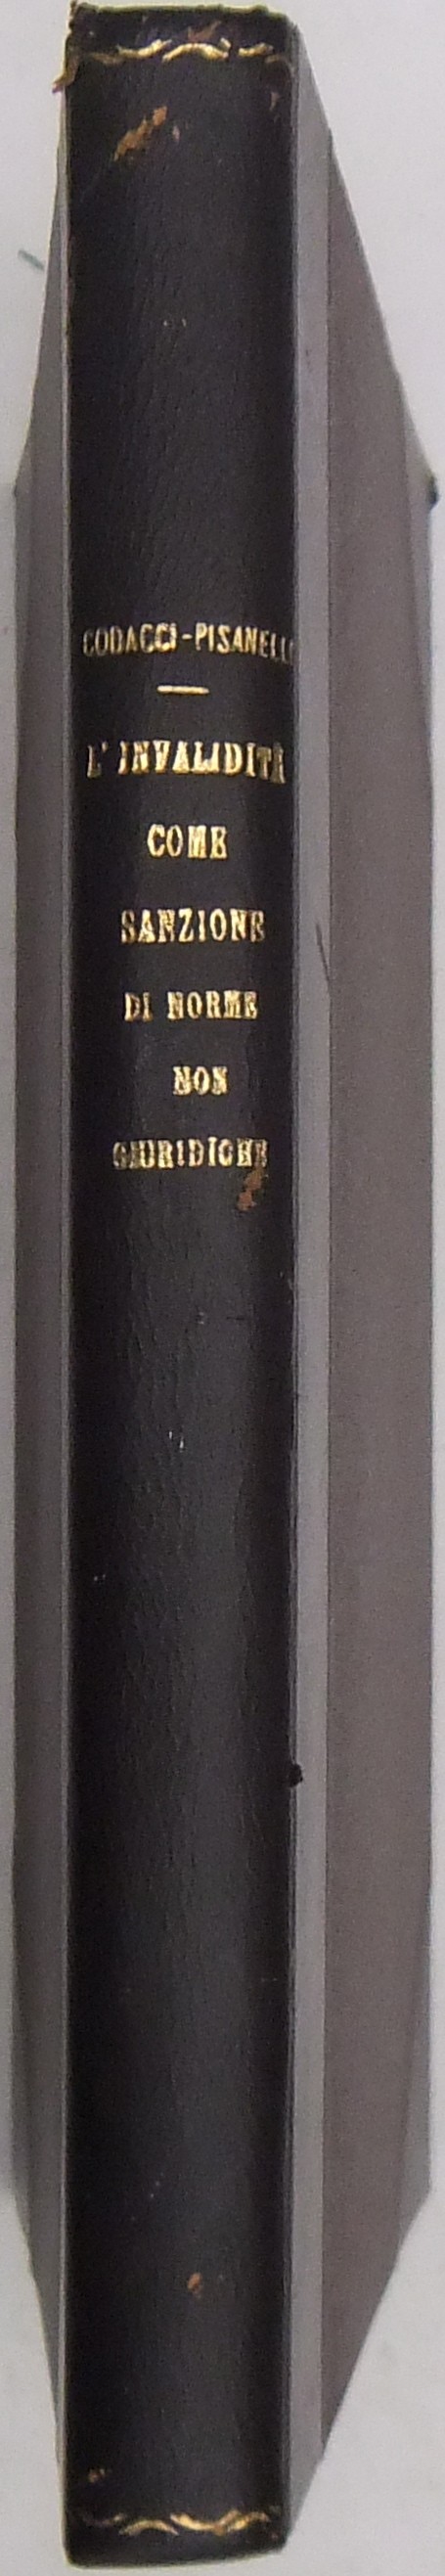 CODACCI-PISANELLI
L' INVALIDITÀ
COME
SANZIONE
DI NORME
NON
GIURIDICHE